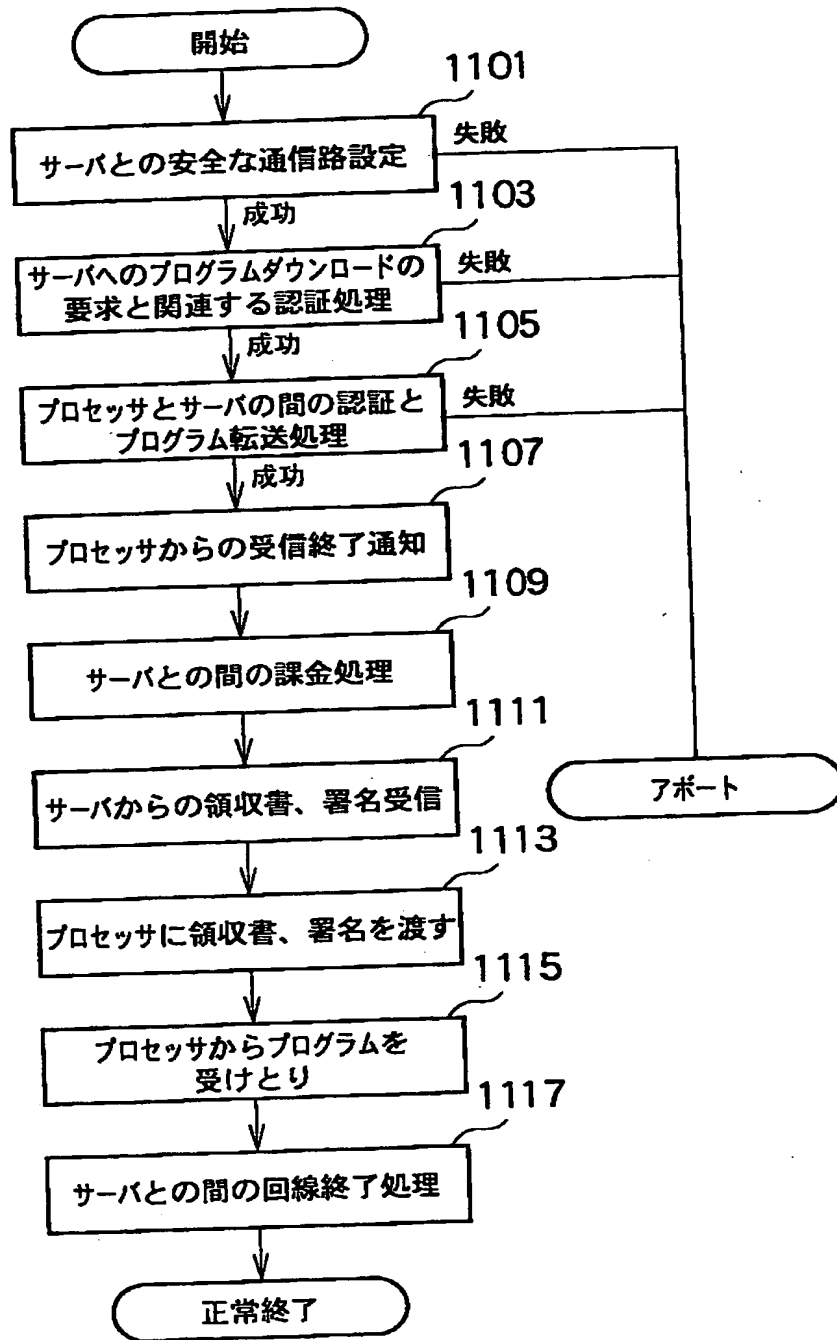 開始
1101
サーバとの安全な通信路設定
失敗
成功
1103
サーバへのプログラムダウンロードの
要求と関連する認証処理
失敗
成功
1105
プロセッサとサーバの間の認証と
プログラム転送処理
失敗
成功
1107
プロセッサからの受信終了通知
1109
サーバとの間の課金処理
1111
サーバからの領収書、署名受信
アボート
1113
プロセッサに領収書、署名を渡す
1115
プロセッサからプログラムを
受けとり
1117
サーバとの間の回線終了処理
正常終了